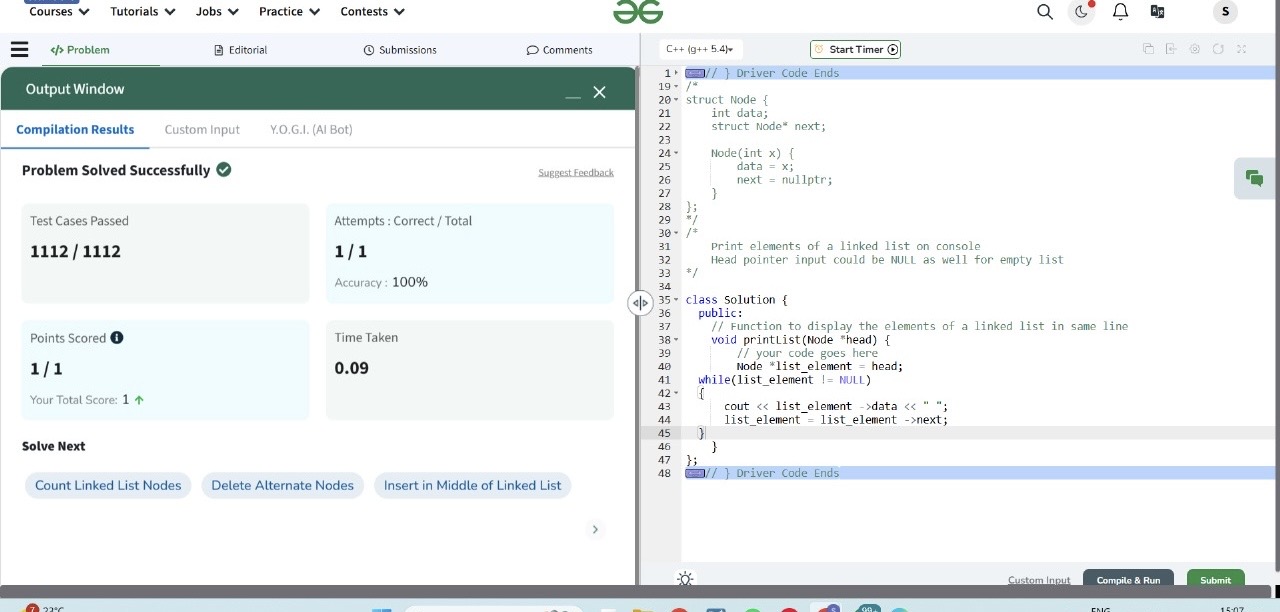 Courses Tutorials Jobs Practice Contests
S
</> Problem Editorial Submissions Comments
C++ (g++ 5.4) Start Timer
Output Window
Compilation Results Custom Input Y.O.G.I. (AI Bot)
Problem Solved Successfully
Suggest Feedback
Test Cases Passed
1112 / 1112
Attempts : Correct / Total
1 / 1
Accuracy : 100%
Points Scored
1 / 1
Your Total Score: 1
Time Taken
0.09
Solve Next
Count Linked List Nodes Delete Alternate Nodes Insert in Middle of Linked List
1 // } Driver Code Ends
19 /*
20 struct Node {
21 int data;
22 struct Node* next;
23
24 Node(int x) {
25 data = x;
26 next = nullptr;
27 }
28 };
29 */
30 /*
31 Print elements of a linked list on console
32 Head pointer input could be NULL as well for empty list
33 */
34
35 class Solution {
36 public:
37 // Function to display the elements of a linked list in same line
38 void printList(Node *head) {
39 // your code goes here
40 Node *list_element = head;
41 while(list_element != NULL)
42 {
43 cout << list_element ->data << " ";
44 list_element = list_element ->next;
45 }
46 }
47 };
48 // } Driver Code Ends
Custom Input Compile & Run Submit
7 23°C
99+
ENG 15:07